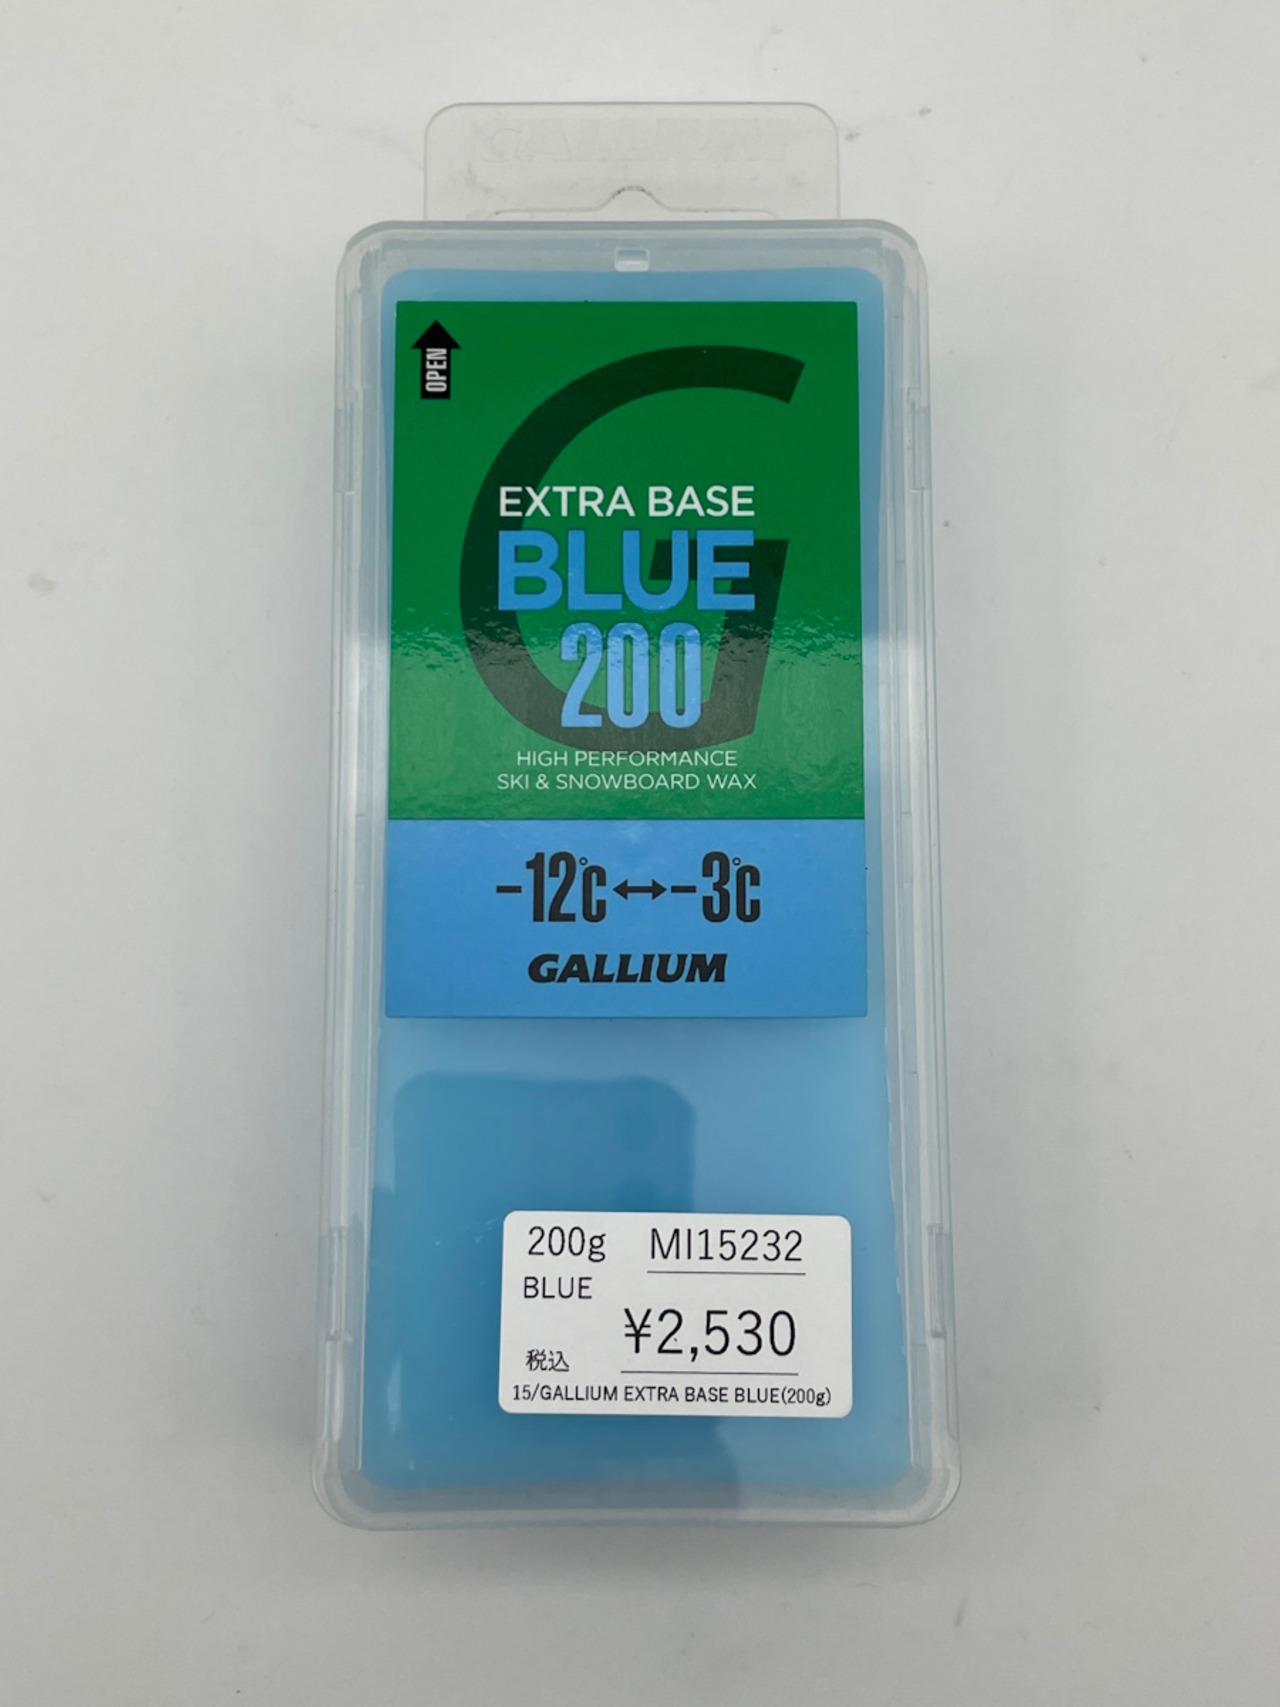 GALLIUM
OPEN
EXTRA BASE
BLUE
200
HIGH PERFORMANCE
SKI & SNOWBOARD WAX
-12℃↔-3℃
GALLIUM
200g MI15232
BLUE
¥2,530
税込
15/GALLIUM EXTRA BASE BLUE(200g)